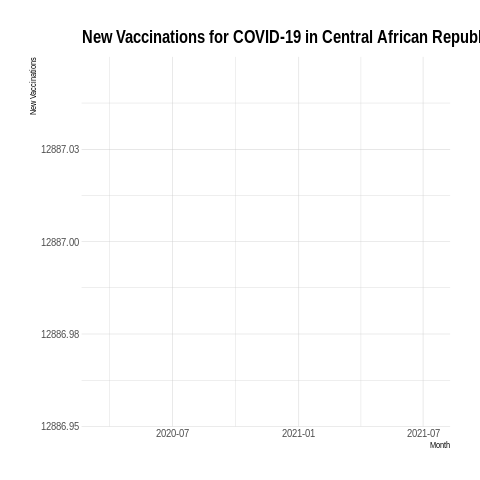 New Vaccinations for COVID-19 in Central African Republ
New Vaccinations
12887.03
12887.00
12886.98
12886.95
2020-07 2021-01 2021-07
Month